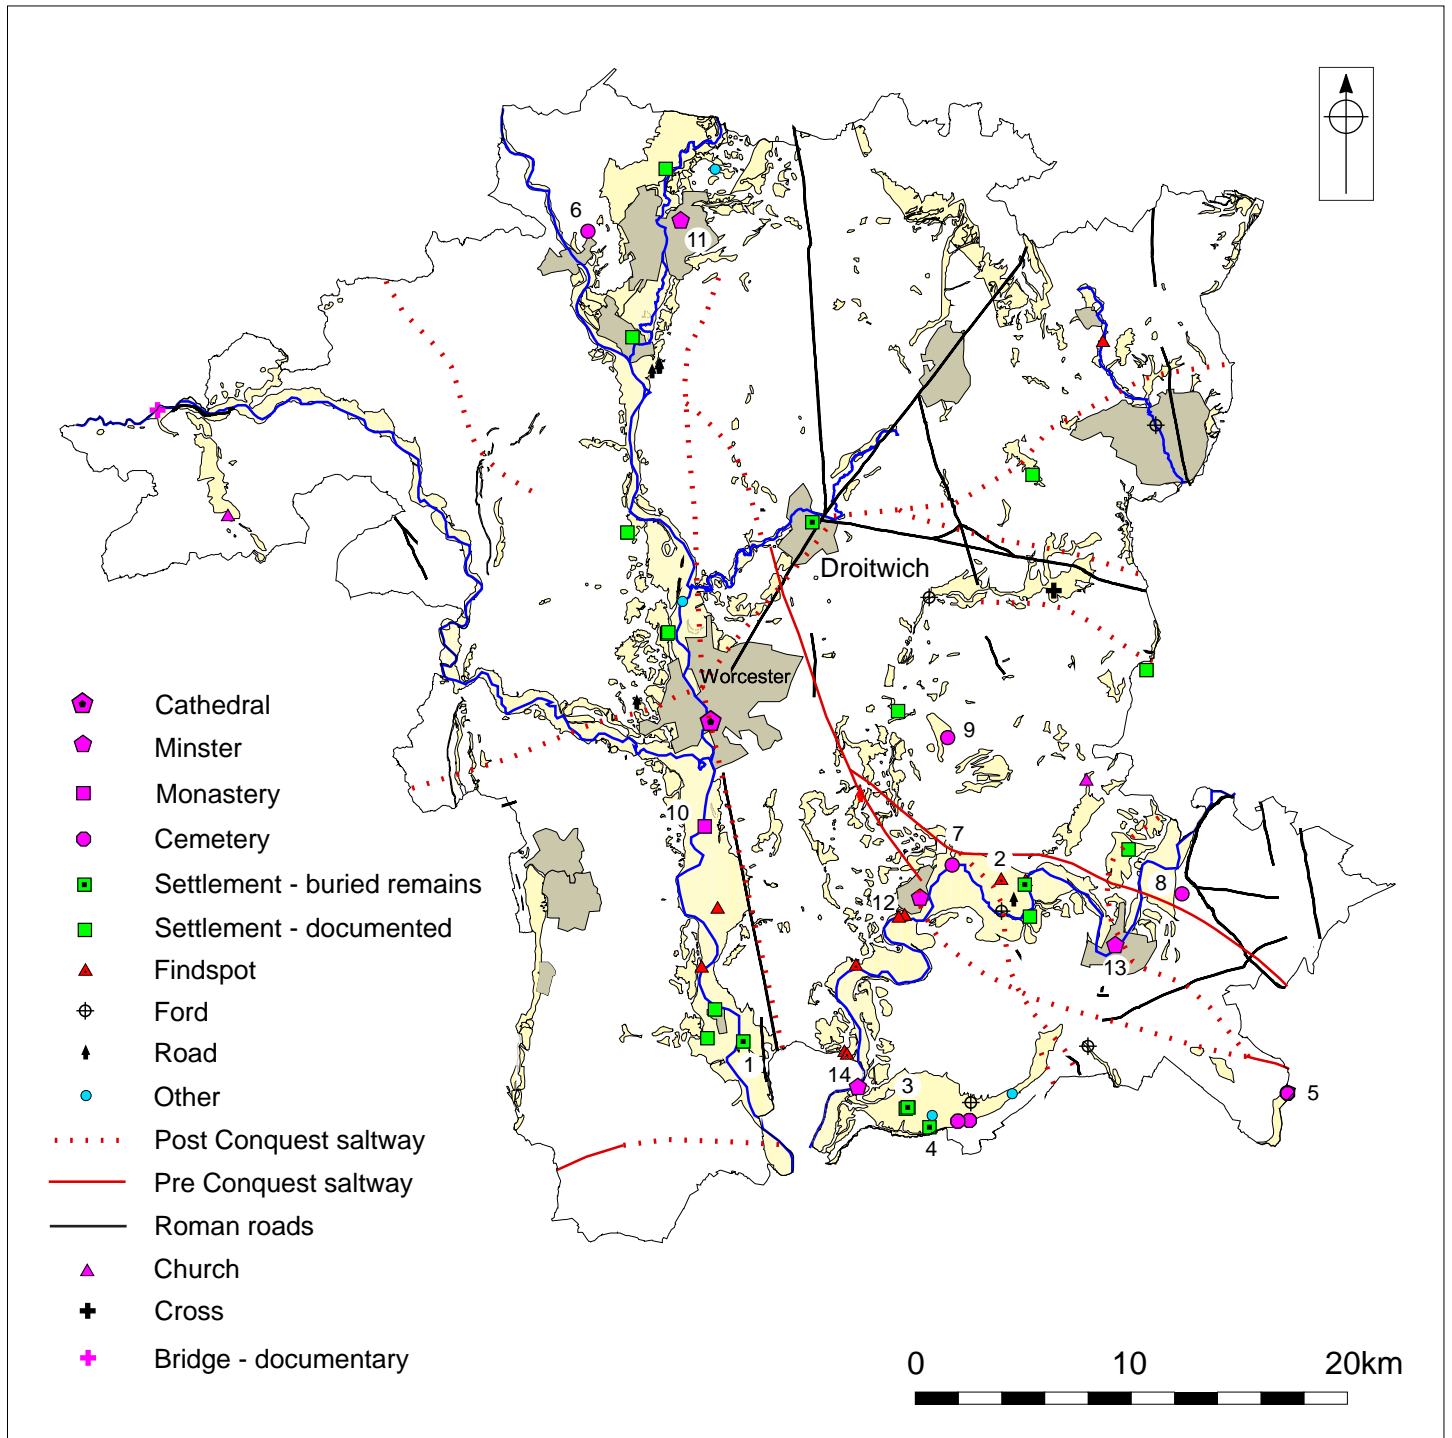 6
11
Droitwich
Worcester
9
10
7
2
8
12
13
1
14
3
4
5
Cathedral
Minster
Monastery
Cemetery
Settlement - buried remains
Settlement - documented
Findspot
Ford
Road
Other
Post Conquest saltway
Pre Conquest saltway
Roman roads
Church
Cross
Bridge - documentary
0 10 20km